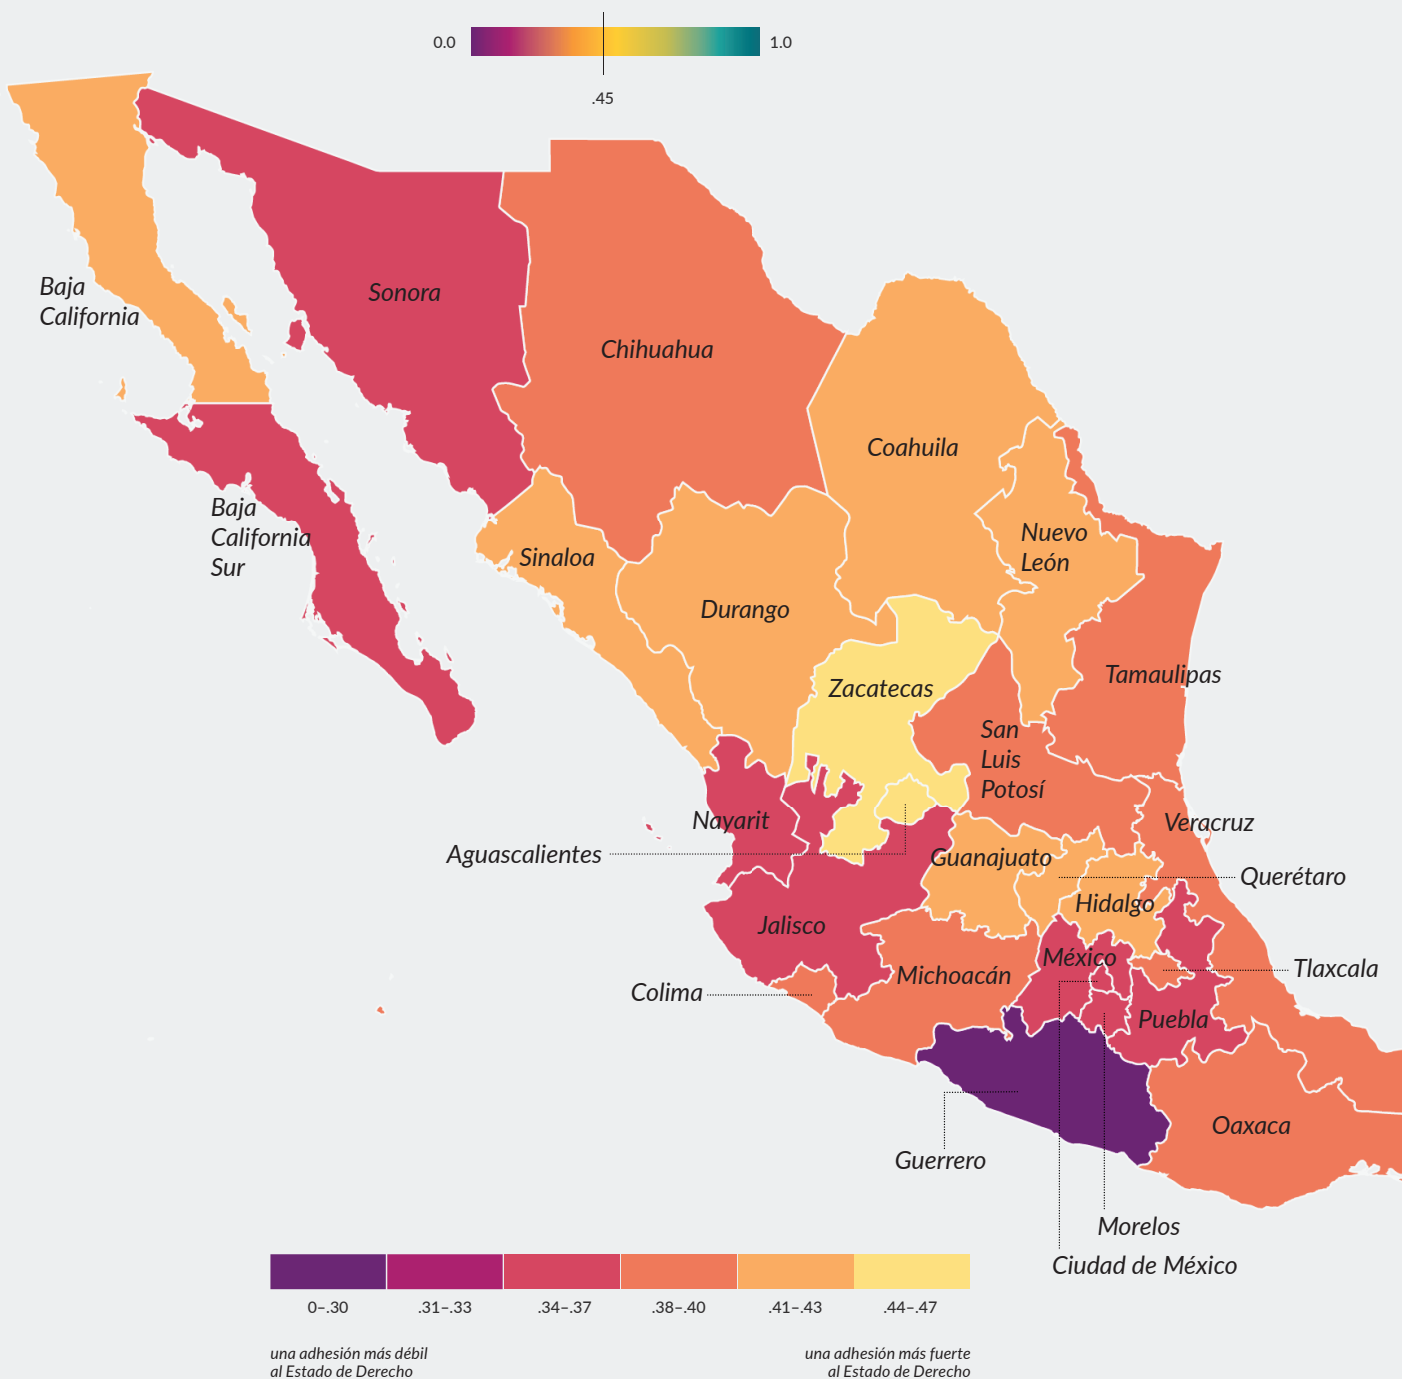 0.0
1.0
.45
Baja
California
Sonora
Chihuahua
Coahuila
Baja
California
Sur
Sinaloa
Nuevo
León
Durango
Tamaulipas
Zacatecas
San
Luis
Potosí
Nayarit
Veracruz
Aguascalientes
Guanajuato
Querétaro
Hidalgo
Jalisco
México
Michoacán
Tlaxcala
Colima
Puebla
Oaxaca
Guerrero
Morelos
Ciudad de México
0–.30
.31–.33
.34–.37
.38–.40
.41–.43
.44–.47
una adhesión más débil
al Estado de Derecho
una adhesión más fuerte
al Estado de Derecho